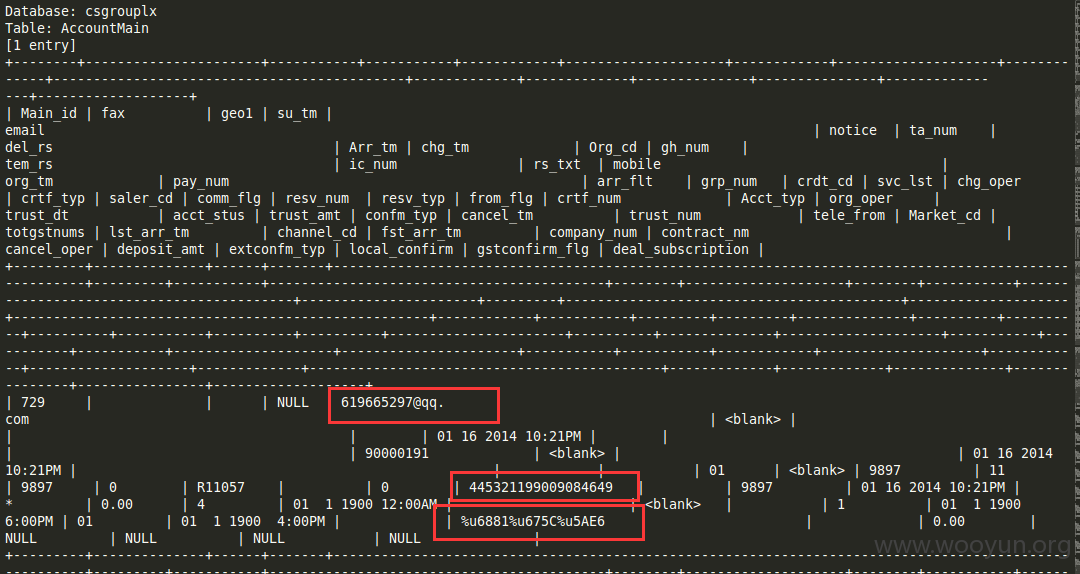 Database: csgrouplx
Table: AccountMain
[1 entry]
| Main_id | fax | geo1 | su_tm |
email | notice | ta_num |
del_rs | Arr_tm | chg_tm | Org_cd | gh_num |
tem_rs | ic_num | rs_txt | mobile |
org_tm | pay_num | arr_flt | grp_num | crdt_cd | svc_lst | chg_oper
| crtf_typ | saler_cd | comm_flg | resv_num | resv_typ | from_flg | crtf_num | Acct_typ | org_oper |
trust_dt | acct_stus | trust_amt | confm_typ | cancel_tm | trust_num | tele_from | Market_cd |
totgstnums | lst_arr_tm | channel_cd | fst_arr_tm | company_num | contract_nm |
cancel_oper | deposit_amt | extconfm_typ | local_confirm | gstconfirm_flg | deal_subscription |
| 729 | | | NULL 619665297@qq.
com | <blank> |
| | | 01 16 2014 10:21PM | |
| | 90000191 | <blank> | | 01 16 2014
10:21PM | | | | 01 | <blank> | 9897 | 11
| 9897 | 0 | R11057 | | 0 | 445321199009084649 | | 9897 | 01 16 2014 10:21PM |
* | 0.00 | 4 | 01 1 1900 12:00AM | <blank> | | 1 | 01 1 1900
6:00PM | 01 | 01 1 1900 4:00PM | | %u6881%u675C%u5AE6 | | 0.00 |
NULL | NULL | NULL | NULL |
www.wooyun.org